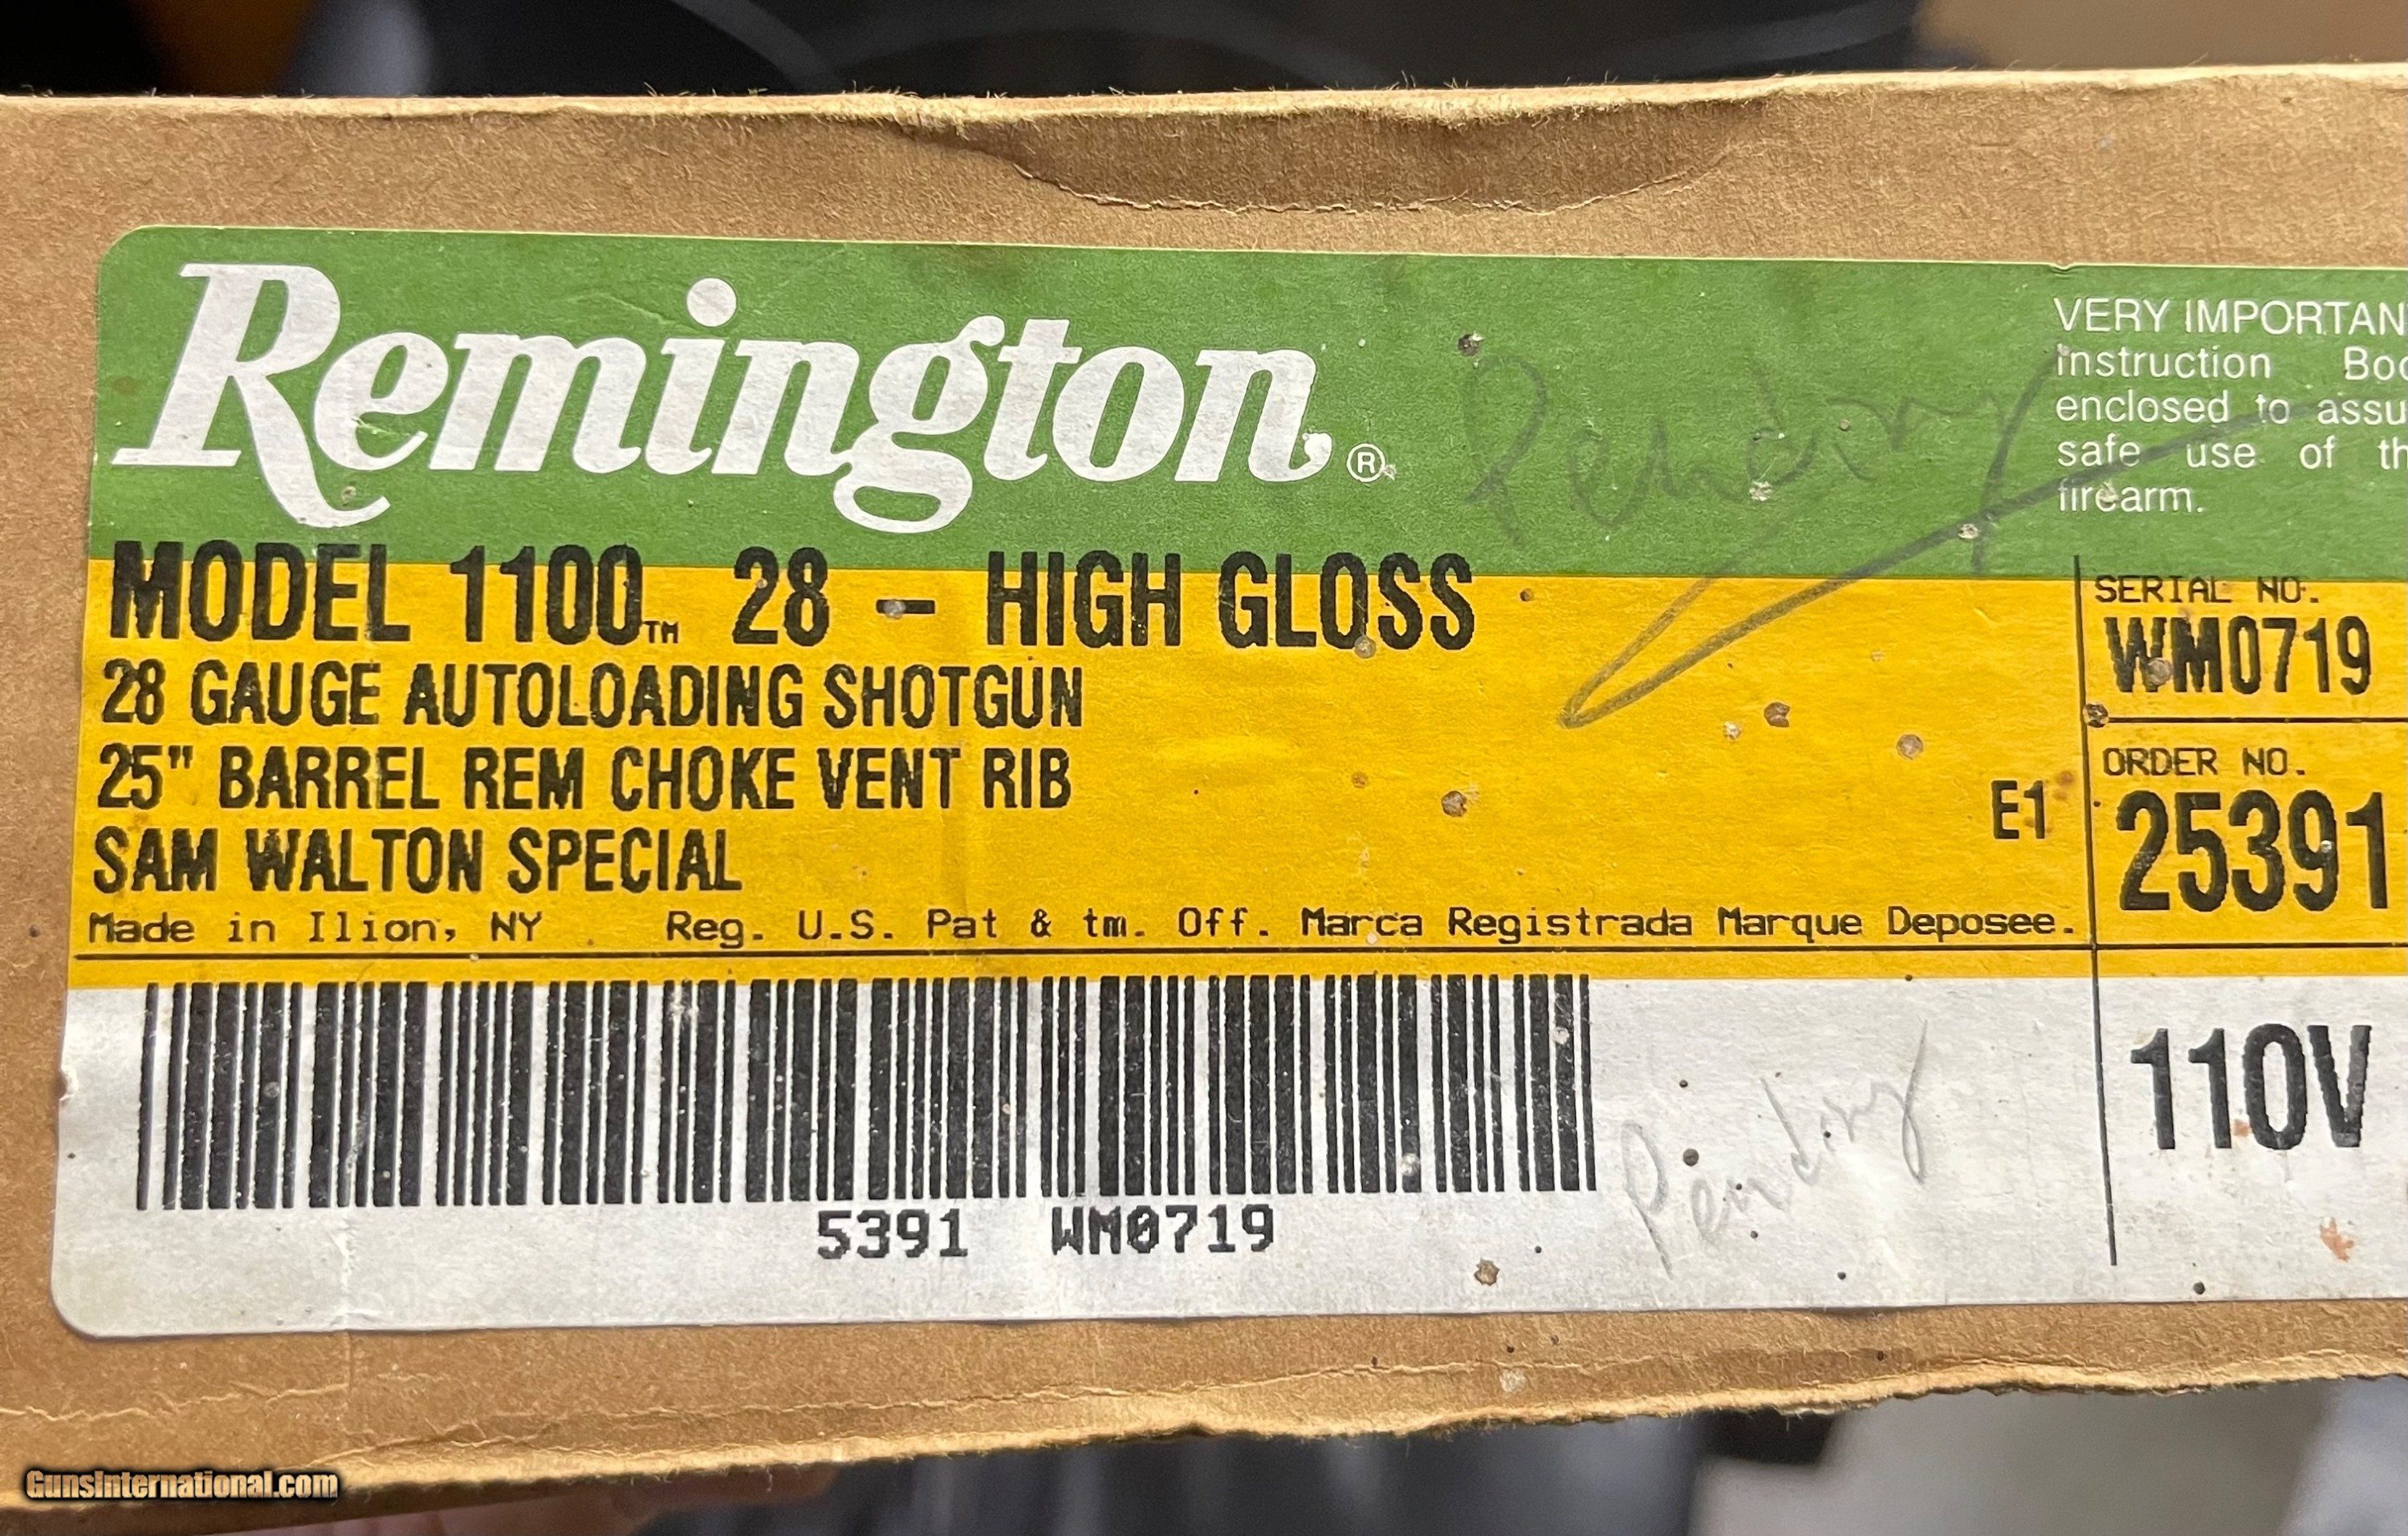 Remington®
Pending
VERY IMPORTAN
Instruction Boo
enclosed to assu
safe use of th
firearm.
MODEL 1100™ 28 - HIGH GLOSS
28 GAUGE AUTOLOADING SHOTGUN
25" BARREL REM CHOKE VENT RIB
SAM WALTON SPECIAL
E1
Made in Ilion, NY Reg. U.S. Pat & tm. Off. Marca Registrada Marque Deposee.
SERIAL NO.
WM0719
ORDER NO.
25391
110V
5391 WM0719
Pending
GunsInternational.com